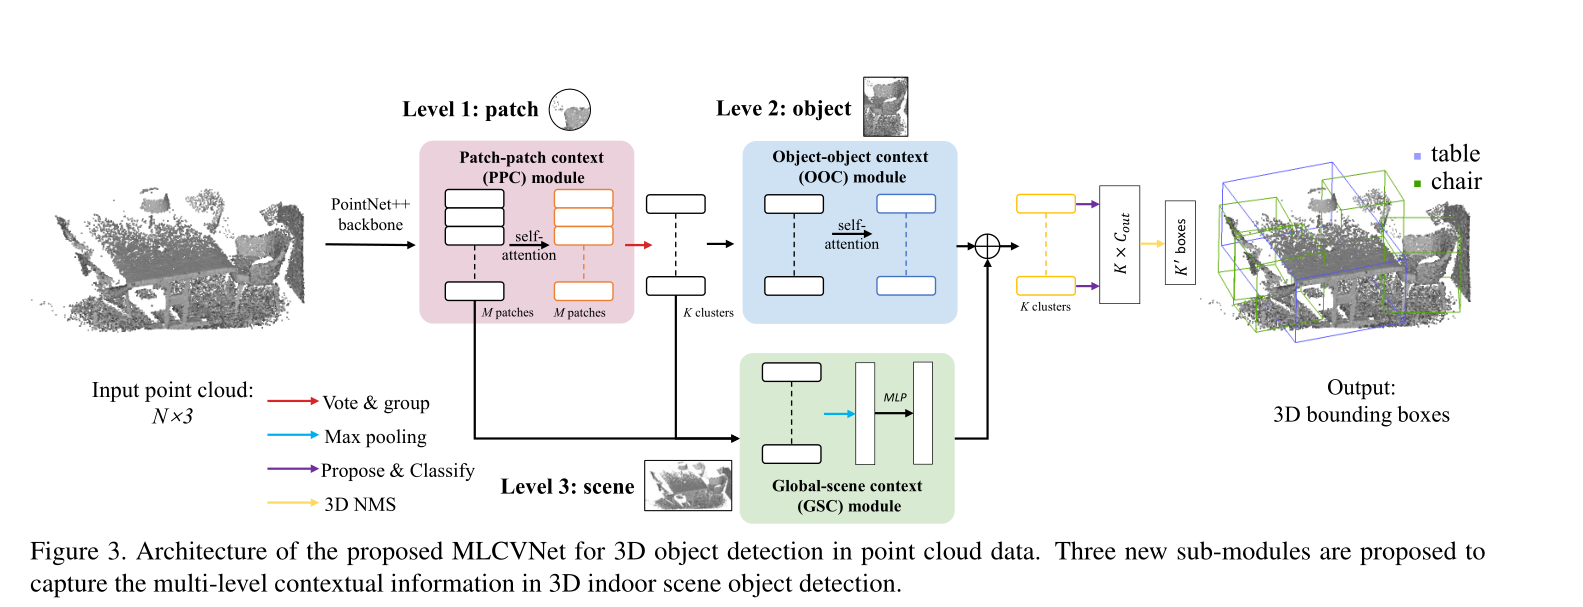 Level 1: patch
Leve 2: object
Patch-patch context
(PPC) module
Object-object context
(OOC) module
table
chair
PointNet++
backbone
self-
attention
self-
attention
K × Cout
K′ boxes
M patches
M patches
K clusters
K clusters
Input point cloud:
N×3
Vote & group
Max pooling
Propose & Classify
3D NMS
MLP
Level 3: scene
Global-scene context
(GSC) module
Output:
3D bounding boxes
Figure 3. Architecture of the proposed MLCVNet for 3D object detection in point cloud data. Three new sub-modules are proposed to
capture the multi-level contextual information in 3D indoor scene object detection.